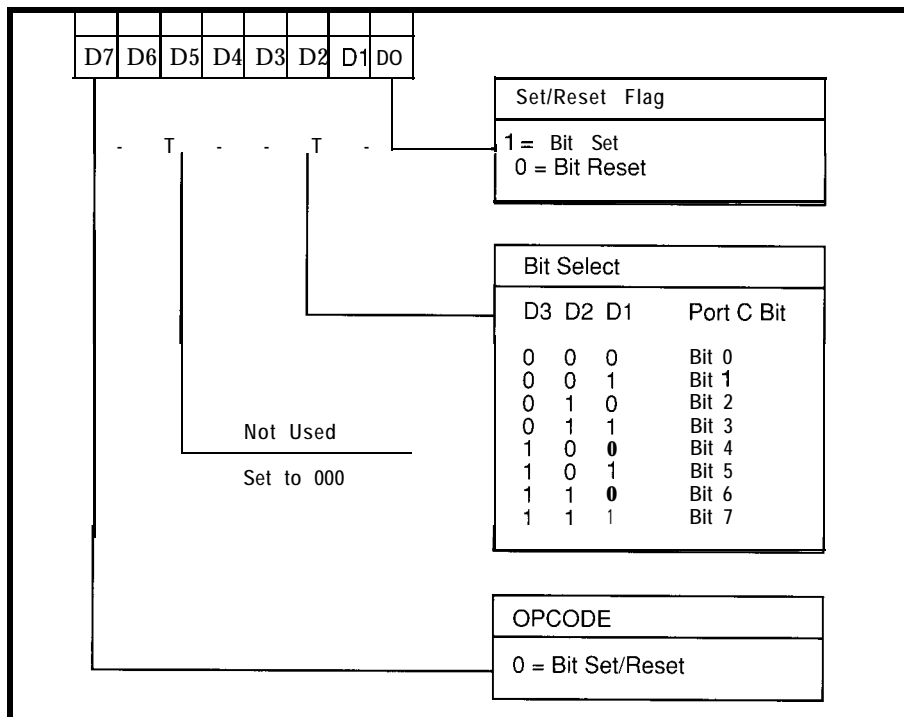 D7 D6 D5 D4 D3 D2 D1 DO
Set/Reset Flag
1 = Bit Set
0 = Bit Reset
- T - - T -
Bit Select
D3 D2 D1 Port C Bit
0 0 0 Bit 0
0 0 1 Bit 1
0 1 0 Bit 2
0 1 1 Bit 3
1 0 0 Bit 4
1 0 1 Bit 5
1 1 0 Bit 6
1 1 1 Bit 7
Not Used
Set to 000
OPCODE
0 = Bit Set/Reset